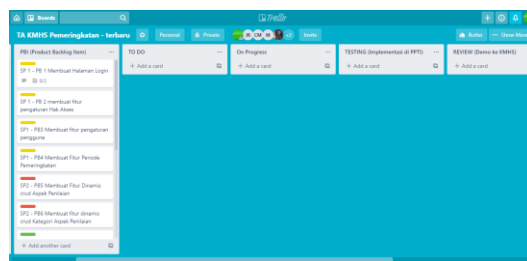 Boards
Trello
TA KMHS Pemeringkatan - terbaru
Personal
Private
JR CM M +2
Invite
Butler
Show Menu
PBI (Product Backlog Item)
SP 1 - PB 1 Membuat Halaman Login
SP 1 - PB 2 membuat fitur
pengaturan Hak Akses
SP1 - PB3 Membuat Fitur pengaturan
pengguna
SP1 - PB4 Membuat Fitur Periode
Pemeringkatan
SP2 - PB5 Membuat Fitur Dinamis
crud Aspek Penilaian
SP2 - PB6 Membuat fitur dinamis
crud Kategori Aspek Penilaian
+ Add another card
TO DO
+ Add a card
On Progress
+ Add a card
TESTING (Implementasi di PPTI)
+ Add a card
REVIEW (Demo ke KMHS)
+ Add a card